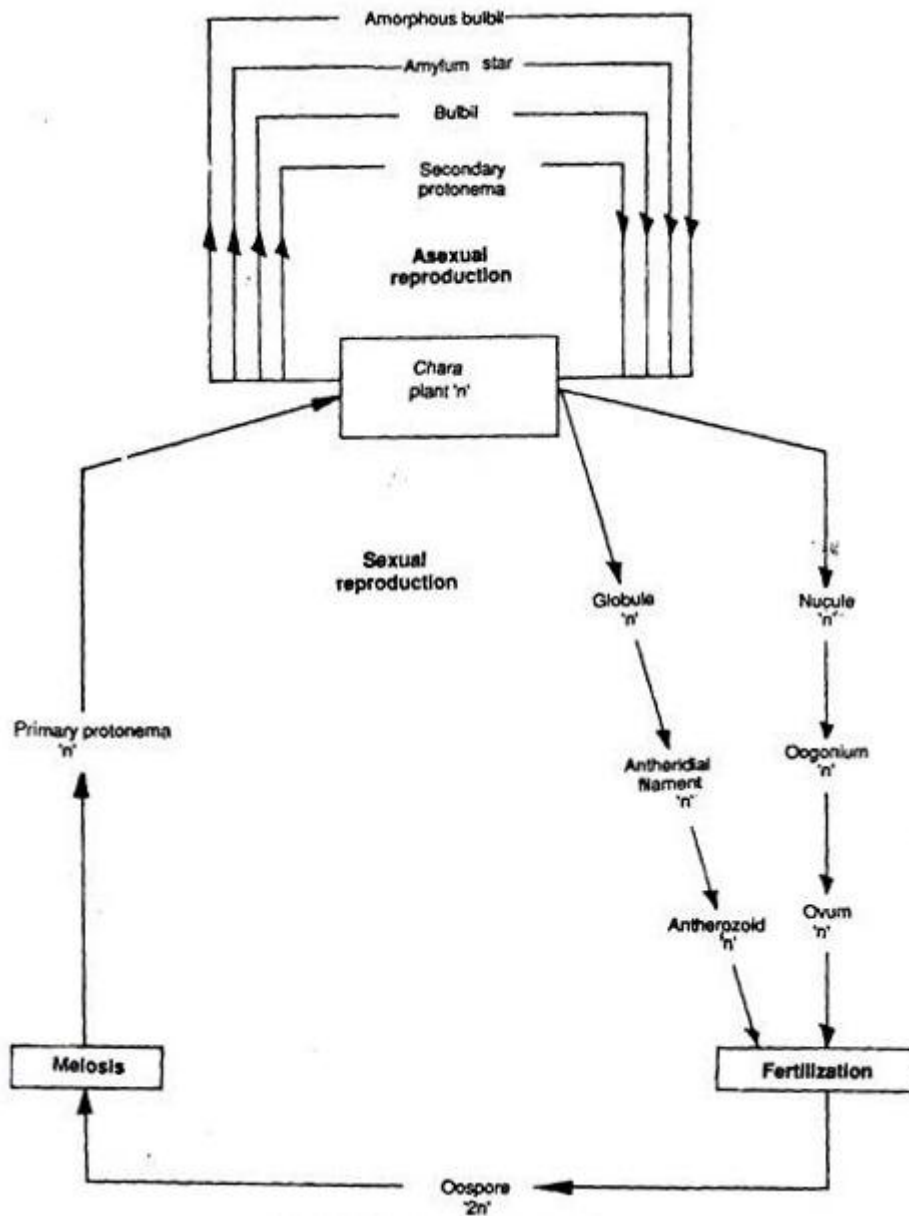 Amorphous bulbil
Amylum star
Bulbil
Secondary
protonema
Asexual
reproduction
Chara
plant 'n'
Sexual
reproduction
Globule
'n'
Nucule
'n'
Primary protonema
'n'
Antheridial
filament
'n'
Oogonium
'n'
Antherozoid
'n'
Ovum
'n'
Meiosis
Fertilization
Oospore
'2n'